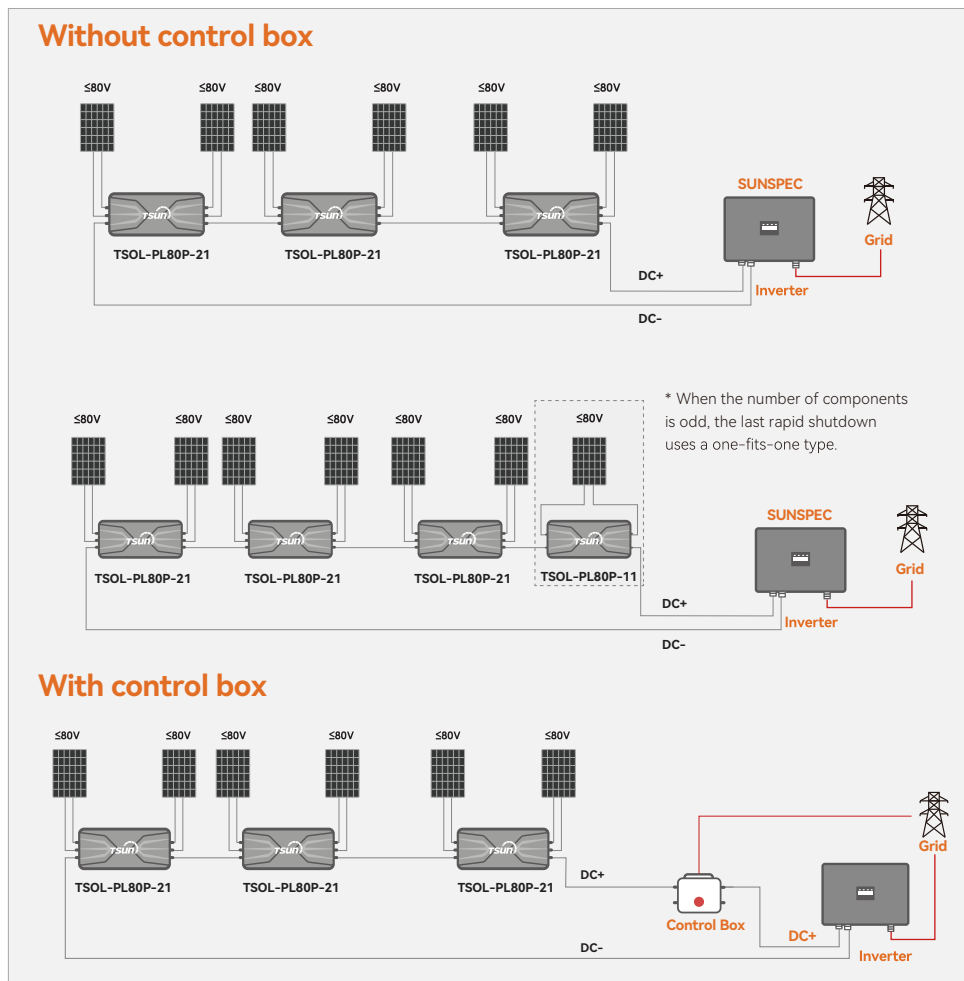 Without control box
≤80V
≤80V
≤80V
≤80V
≤80V
≤80V
TSUN
TSUN
TSUN
TSOL-PL80P-21
TSOL-PL80P-21
TSOL-PL80P-21
SUNSPEC
Grid
Inverter
DC+
DC-
* When the number of components
is odd, the last rapid shutdown
uses a one-fits-one type.
≤80V
≤80V
≤80V
≤80V
≤80V
≤80V
≤80V
TSUN
TSUN
TSUN
TSUN
TSOL-PL80P-21
TSOL-PL80P-21
TSOL-PL80P-21
TSOL-PL80P-11
SUNSPEC
Grid
Inverter
DC+
DC-
With control box
≤80V
≤80V
≤80V
≤80V
≤80V
≤80V
TSUN
TSUN
TSUN
TSOL-PL80P-21
TSOL-PL80P-21
TSOL-PL80P-21
DC+
Grid
Control Box
DC+
DC-
Inverter